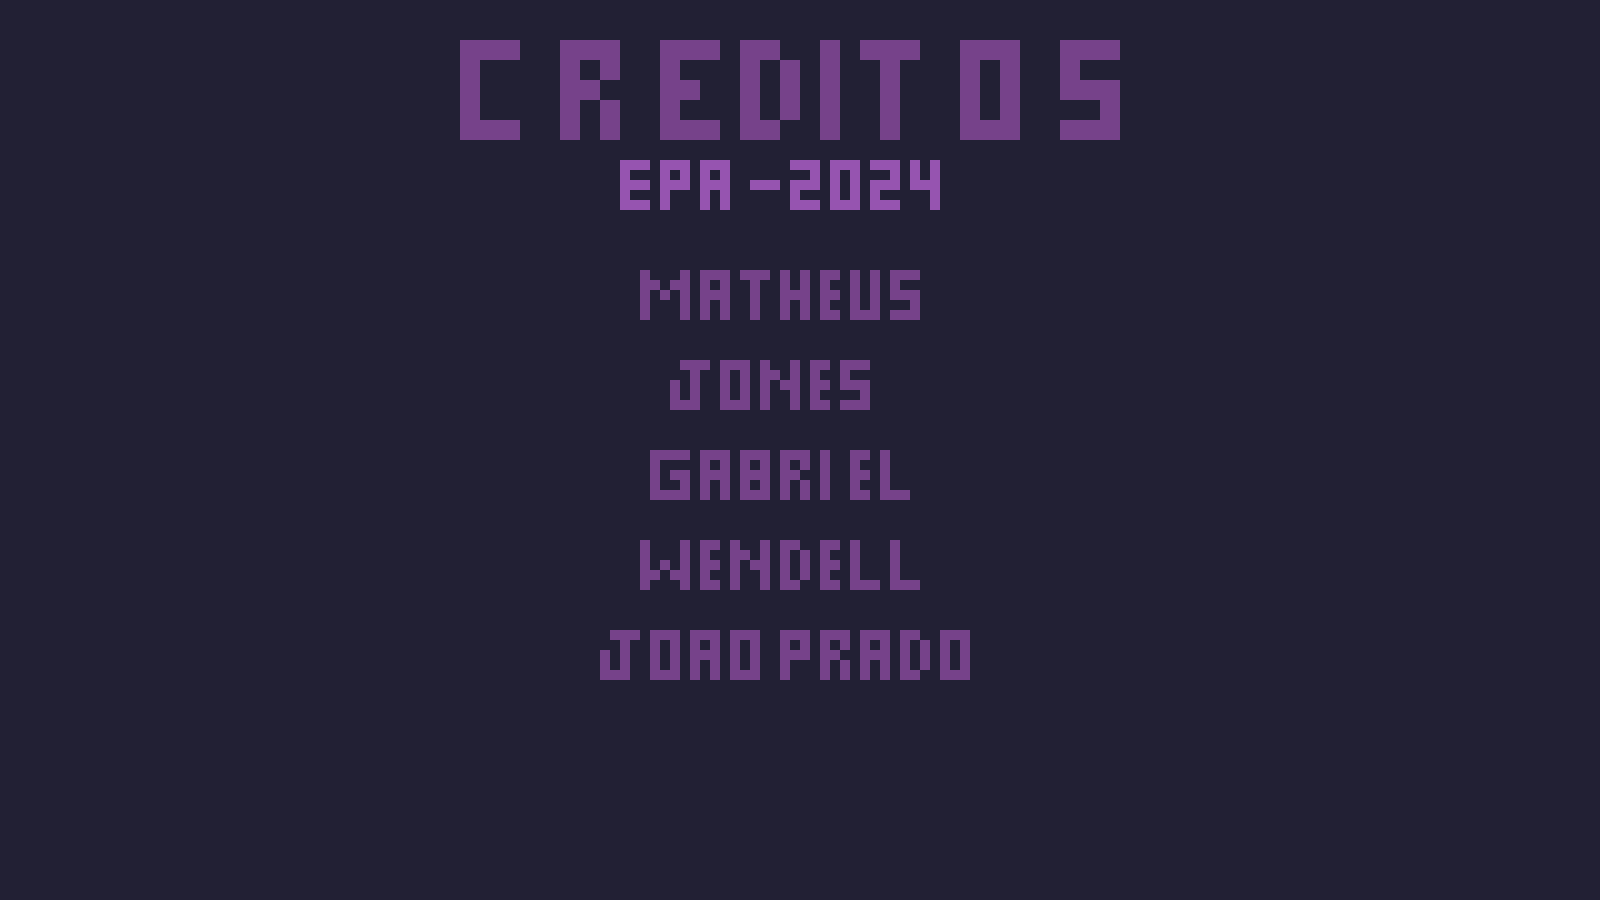 CREDITOS
EPA-2024
MATHEUS
JONES
GABRIEL
WENDELL
JOAO PRADO